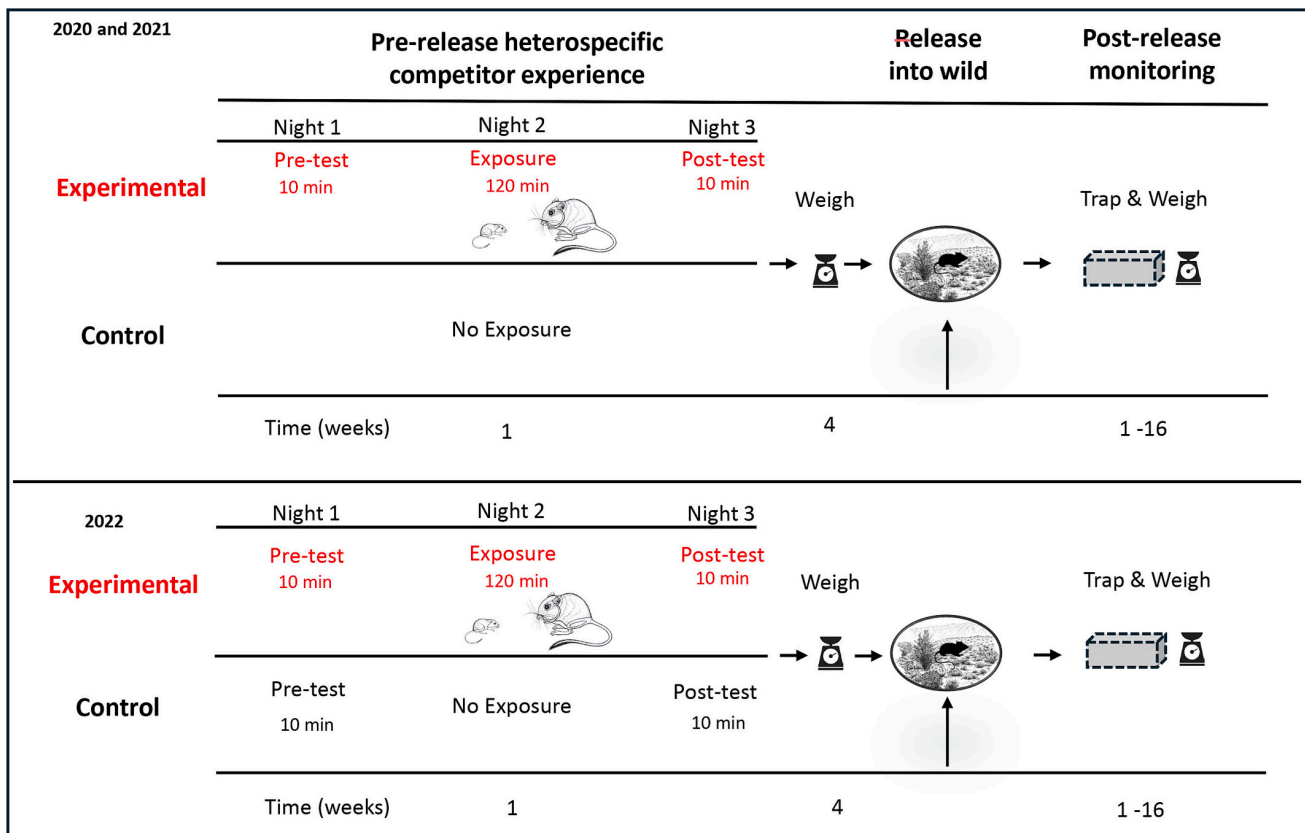 2020 and 2021
Pre-release heterospecific
competitor experience
Release
into wild
Post-release
monitoring
Night 1
Night 2
Night 3
Experimental
Pre-test
10 min
Exposure
120 min
Post-test
10 min
Weigh
Trap & Weigh
Control
No Exposure
Time (weeks)
1
4
1 -16
2022
Night 1
Night 2
Night 3
Experimental
Pre-test
10 min
Exposure
120 min
Post-test
10 min
Weigh
Trap & Weigh
Control
Pre-test
10 min
No Exposure
Post-test
10 min
Time (weeks)
1
4
1 -16